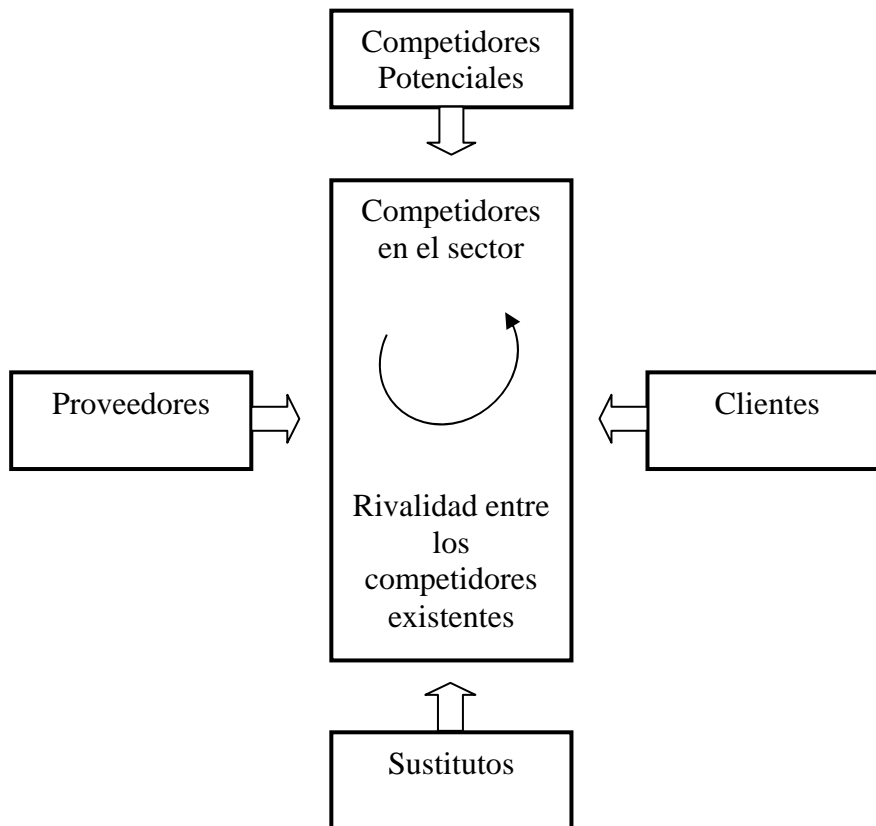 Competidores
Potenciales
Competidores
en el sector
Proveedores
Clientes
Rivalidad entre
los
competidores
existentes
Sustitutos